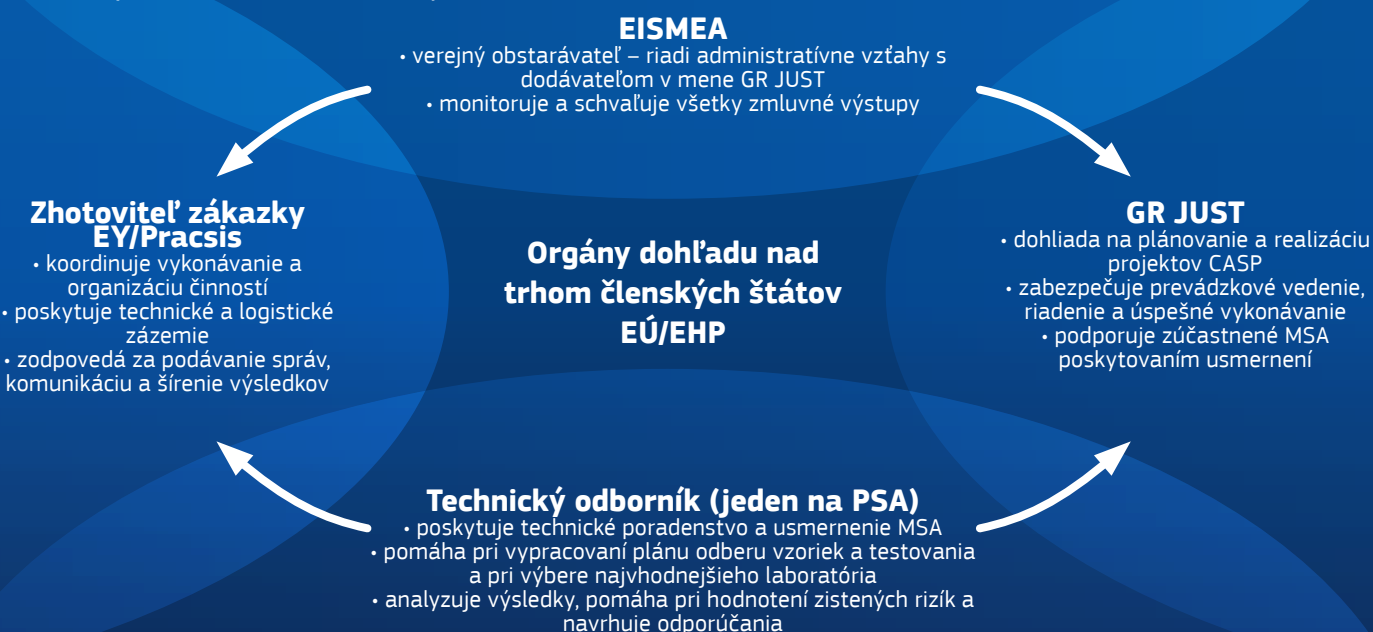 EISMEA
• verejný obstarávateľ – riadi administratívne vzťahy s
dodávateľom v mene GR JUST
• monitoruje a schvaľuje všetky zmluvné výstupy
Zhotoviteľ zákazky
EY/Pracsis
• koordinuje vykonávanie a
organizáciu činností
• poskytuje technické a logistické
zázemie
• zodpovedá za podávanie správ,
komunikáciu a šírenie výsledkov
Orgány dohľadu nad
trhom členských štátov
EÚ/EHP
GR JUST
• dohliada na plánovanie a realizáciu
projektov CASP
• zabezpečuje prevádzkové vedenie,
riadenie a úspešné vykonávanie
• podporuje zúčastnené MSA
poskytovaním usmernení
Technický odborník (jeden na PSA)
• poskytuje technické poradenstvo a usmernenie MSA
• pomáha pri vypracovaní plánu odberu vzoriek a testovania
a pri výbere najvhodnejšieho laboratória
• analyzuje výsledky, pomáha pri hodnotení zistených rizík a
navrhuje odporúčania